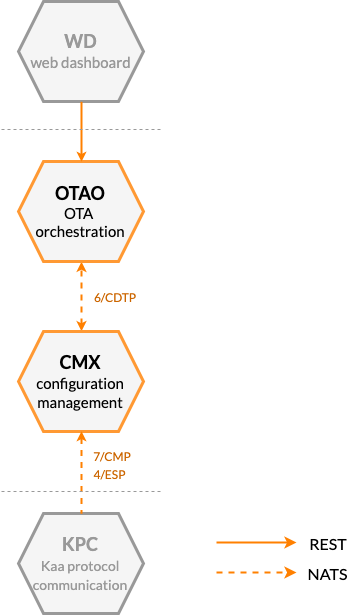 WD
web dashboard
OTAO
OTA
orchestration
6/CDTP
CMX
configuration
management
7/CMP
4/ESP
KPC
Kaa protocol
communication
REST
NATS